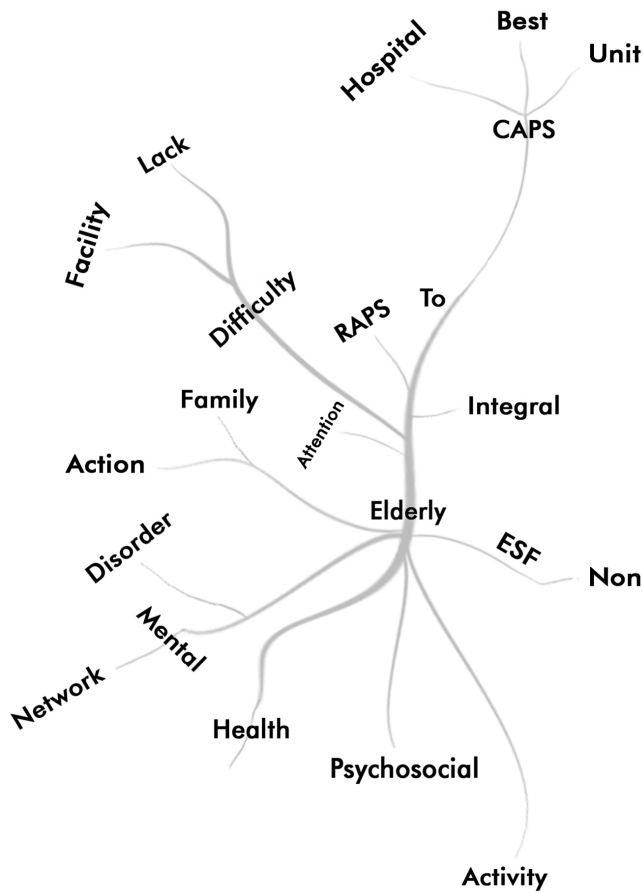 Best
Hospital
Unit
CAPS
Lack
Facility
Difficulty
To
RAPS
Family
Integral
Attention
Action
Elderly
Disorder
ESF
Non
Mental
Network
Health
Psychosocial
Activity